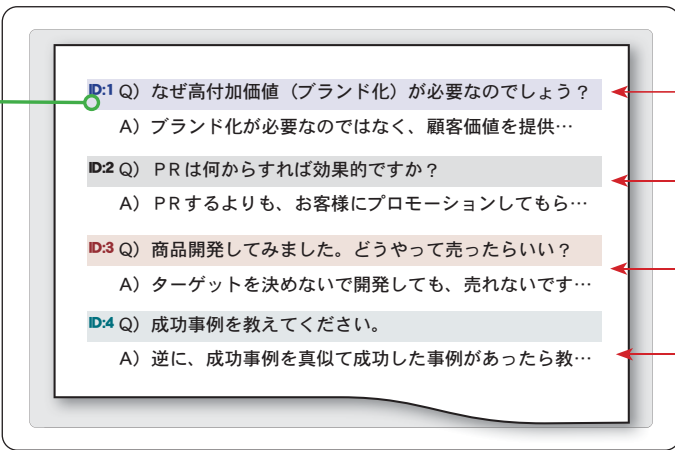 ID:1 Q）なぜ高付加価値（ブランド化）が必要なのでしょう？
A）ブランド化が必要なのではなく、顧客価値を提供…
ID:2 Q）ＰＲは何からすれば効果的ですか？
A）ＰＲするよりも、お客様にプロモーションしてもら…
ID:3 Q）商品開発してみました。どうやって売ったらいい？
A）ターゲットを決めないで開発しても、売れないです…
ID:4 Q）成功事例を教えてください。
A）逆に、成功事例を真似て成功した事例があったら教…